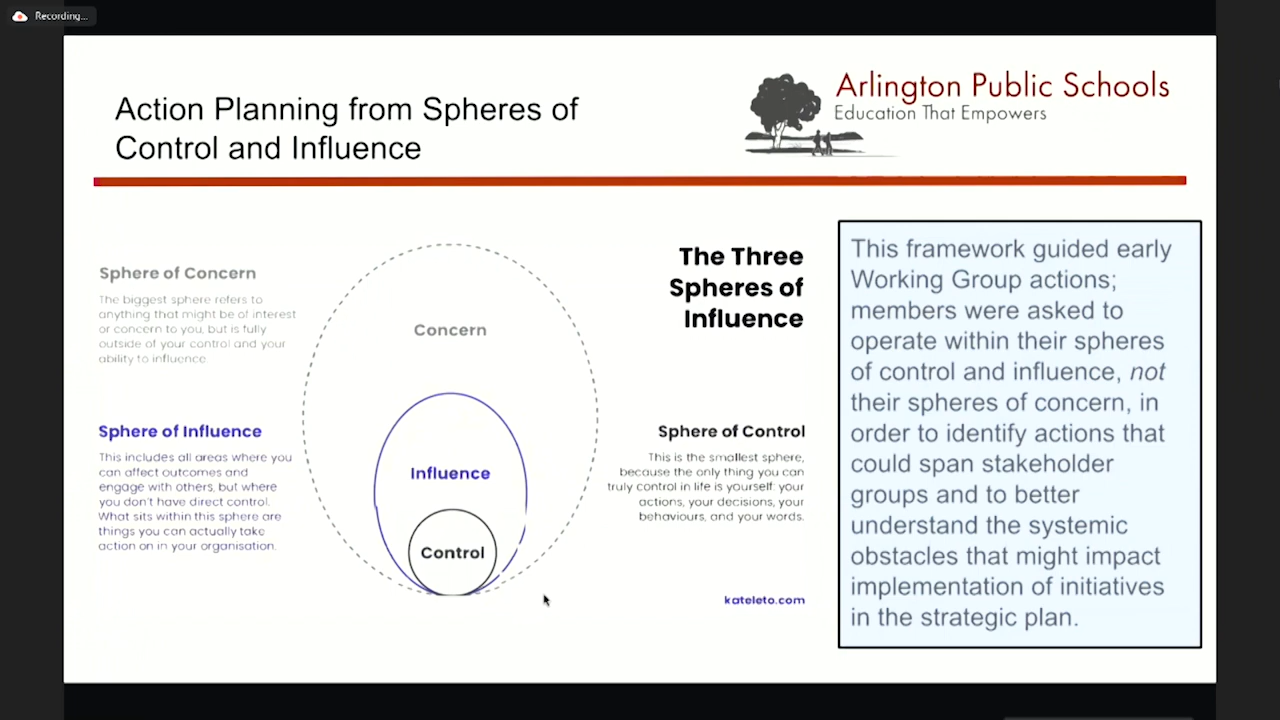 Recording...
Action Planning from Spheres of
Control and Influence
Arlington Public Schools
Education That Empowers
Sphere of Concern
The biggest sphere refers to
anything that might be of interest
or concern to you, but is fully
outside of your control and your
ability to influence.
Sphere of Influence
This includes all areas where you
can affect outcomes and
engage with others, but where
you don't have direct control.
What sits within this sphere are
things you can actually take
action on in your organisation.
Concern
Influence
Control
The Three
Spheres of
Influence
Sphere of Control
This is the smallest sphere,
because the only thing you can
truly control in life is yourself: your
actions, your decisions, your
behaviours, and your words.
kateleto.com
This framework guided early
Working Group actions;
members were asked to
operate within their spheres
of control and influence, not
their spheres of concern, in
order to identify actions that
could span stakeholder
groups and to better
understand the systemic
obstacles that might impact
implementation of initiatives
in the strategic plan.